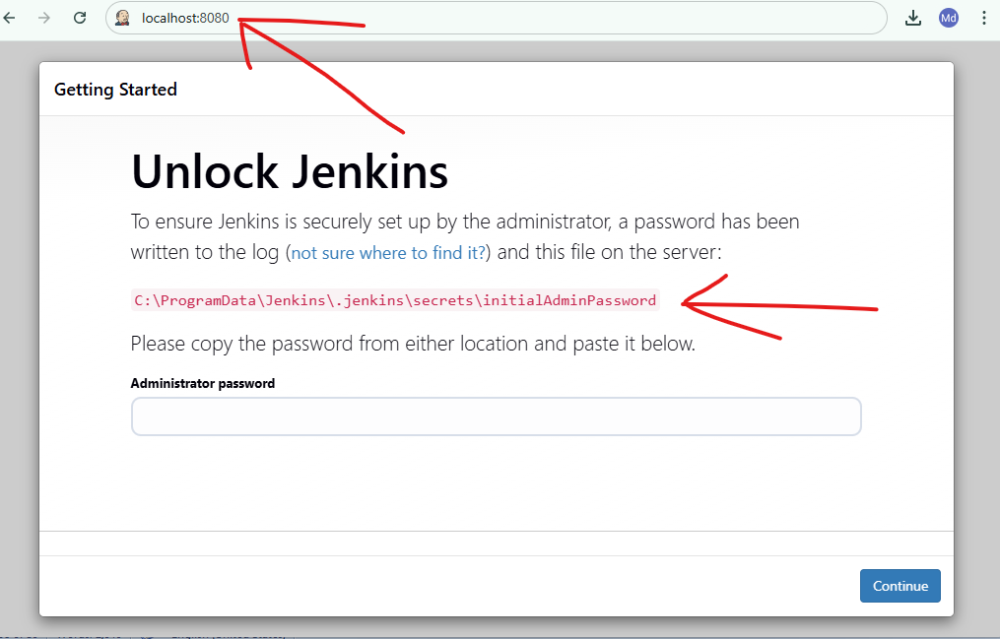 localhost:8080
Md
Getting Started
Unlock Jenkins
To ensure Jenkins is securely set up by the administrator, a password has been
written to the log (not sure where to find it?) and this file on the server:
C:\ProgramData\Jenkins\.jenkins\secrets\initialAdminPassword
Please copy the password from either location and paste it below.
Administrator password
Continue